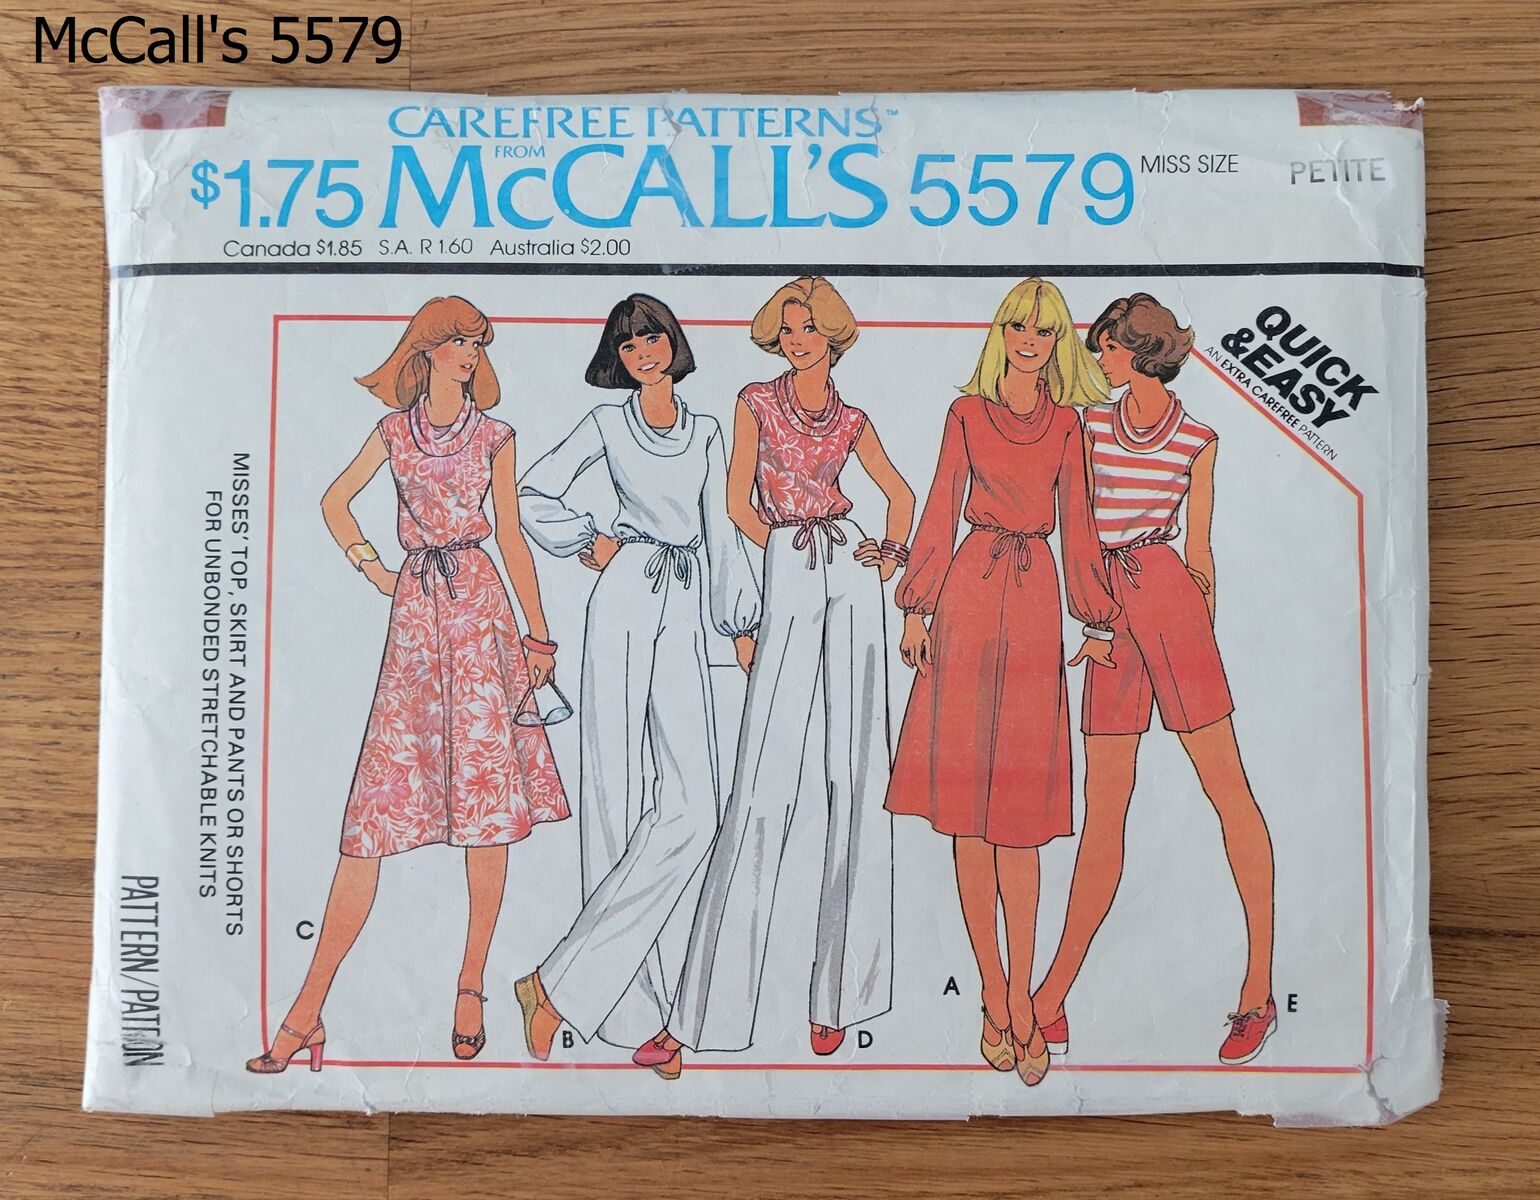 McCall's 5579
CAREFREE PATTERNS™
FROM
$1.75 McCALL'S 5579 MISS SIZE PETITE
Canada $1.85 S.A. R 1.60 Australia $2.00
QUICK
&EASY
AN EXTRA CAREFREE PATTERN
MISSES' TOP, SKIRT AND PANTS OR SHORTS
FOR UNBONDED STRETCHABLE KNITS
PATTERN/PATRON
C
B
D
A
E